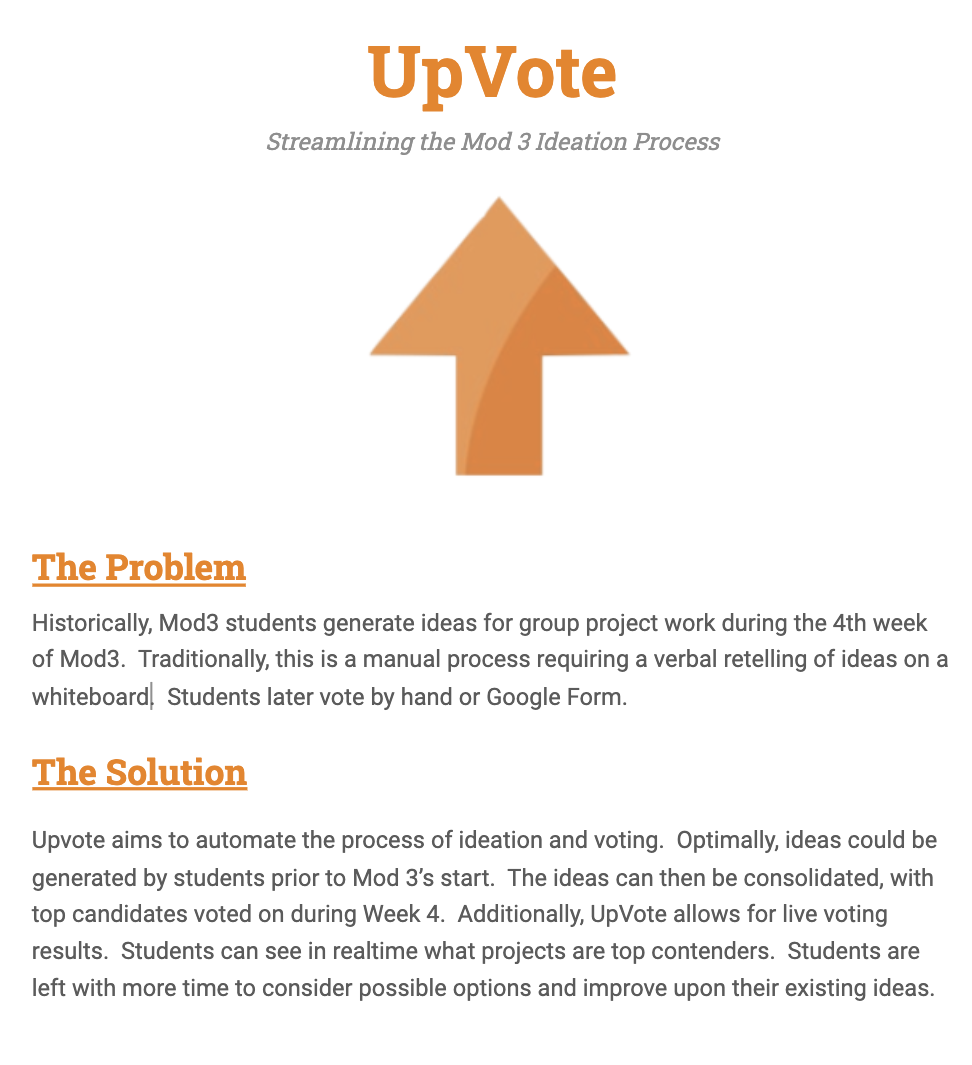 UpVote
Streamlining the Mod 3 Ideation Process
The Problem
Historically, Mod3 students generate ideas for group project work during the 4th week
of Mod3.  Traditionally, this is a manual process requiring a verbal retelling of ideas on a
whiteboard.  Students later vote by hand or Google Form.
The Solution
Upvote aims to automate the process of ideation and voting.  Optimally, ideas could be
generated by students prior to Mod 3’s start.  The ideas can then be consolidated, with
top candidates voted on during Week 4.  Additionally, UpVote allows for live voting
results.  Students can see in realtime what projects are top contenders.  Students are
left with more time to consider possible options and improve upon their existing ideas.